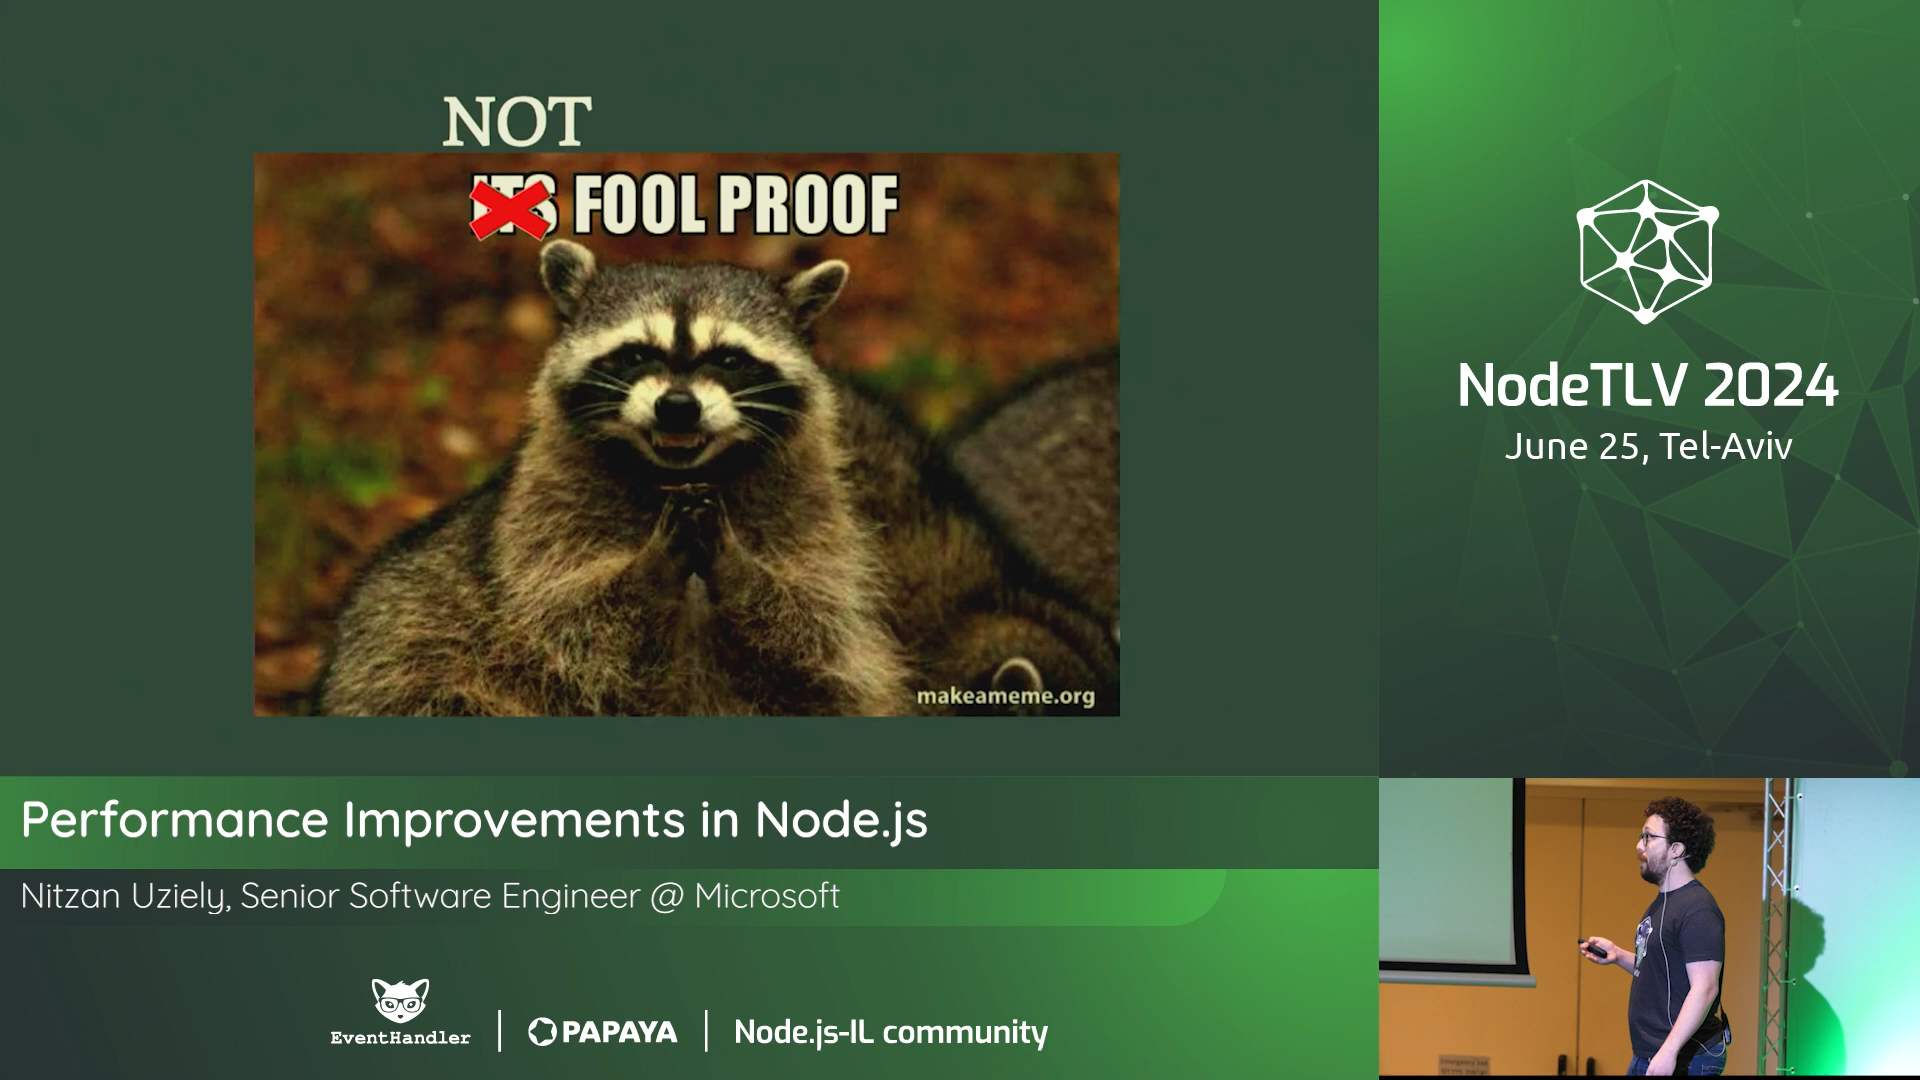 NOT
ITS FOOL PROOF
makeameme.org
NodeTLV 2024
June 25, Tel-Aviv
Performance Improvements in Node.js
Nitzan Uziely, Senior Software Engineer @ Microsoft
EventHandler
PAPAYA
Node.js-IL community